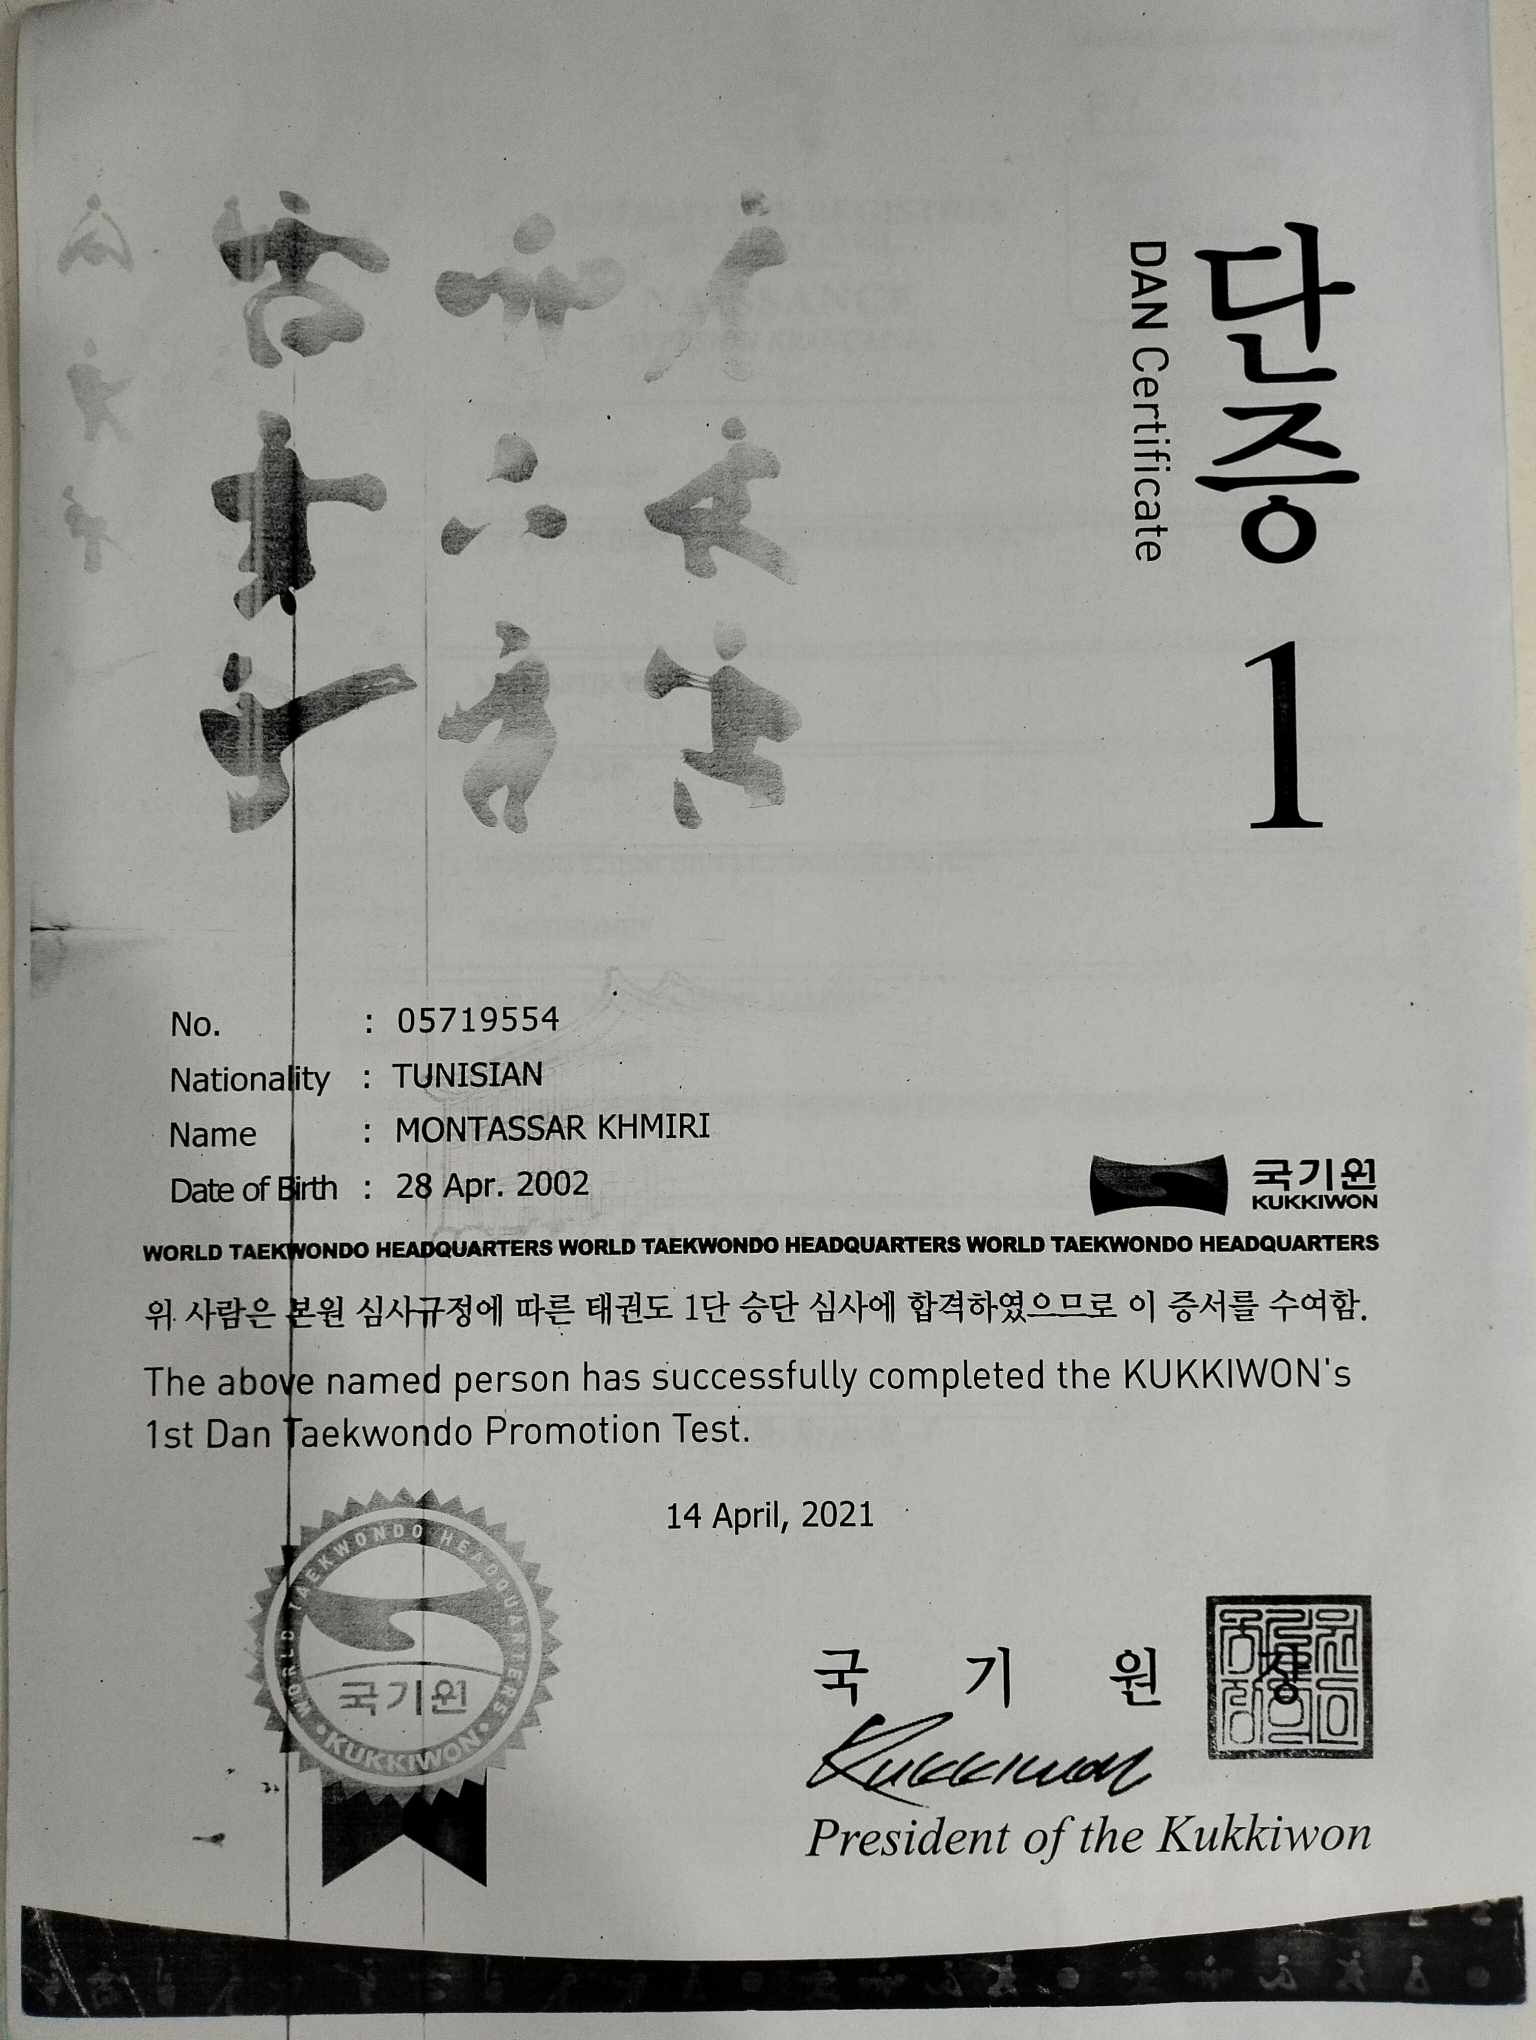 단증
DAN Certificate
1
No. : 05719554
Nationality : TUNISIAN
Name : MONTASSAR KHMIRI
Date of Birth : 28 Apr. 2002
국기원
KUKKIWON
WORLD TAEKWONDO HEADQUARTERS WORLD TAEKWONDO HEADQUARTERS WORLD TAEKWONDO HEADQUARTERS
위 사람은 본원 심사규정에 따른 태권도 1단 승단 심사에 합격하였으므로 이 증서를 수여함.
The above named person has successfully completed the KUKKIWON's
1st Dan Taekwondo Promotion Test.
14 April, 2021
WORLD TAEKWONDO HEADQUARTERS
국기원
• KUKKIWON •
국 기 원 장
Kukkiwon
President of the Kukkiwon